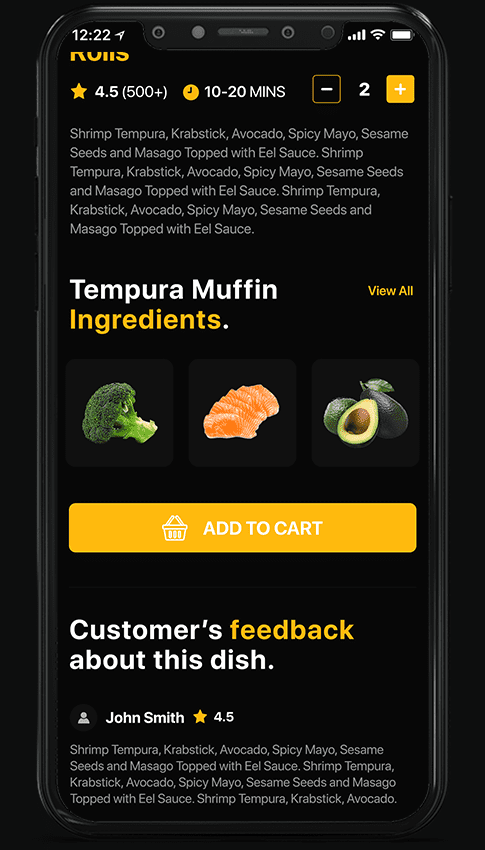 12:22
Rolls
4.5 (500+) 10-20 MINS
2
Shrimp Tempura, Krabstick, Avocado, Spicy Mayo, Sesame
Seeds and Masago Topped with Eel Sauce. Shrimp
Tempura, Krabstick, Avocado, Spicy Mayo, Sesame Seeds
and Masago Topped with Eel Sauce. Shrimp Tempura,
Krabstick, Avocado, Spicy Mayo, Sesame Seeds and
Masago Topped with Eel Sauce.
Tempura Muffin
Ingredients.
View All
ADD TO CART
Customer’s feedback
about this dish.
John Smith 4.5
Shrimp Tempura, Krabstick, Avocado, Spicy Mayo, Sesame
Seeds and Masago Topped with Eel Sauce. Shrimp Tempura,
Krabstick, Avocado, Spicy Mayo, Sesame Seeds and Masago
Topped with Eel Sauce. Shrimp Tempura, Krabstick, Avocado.